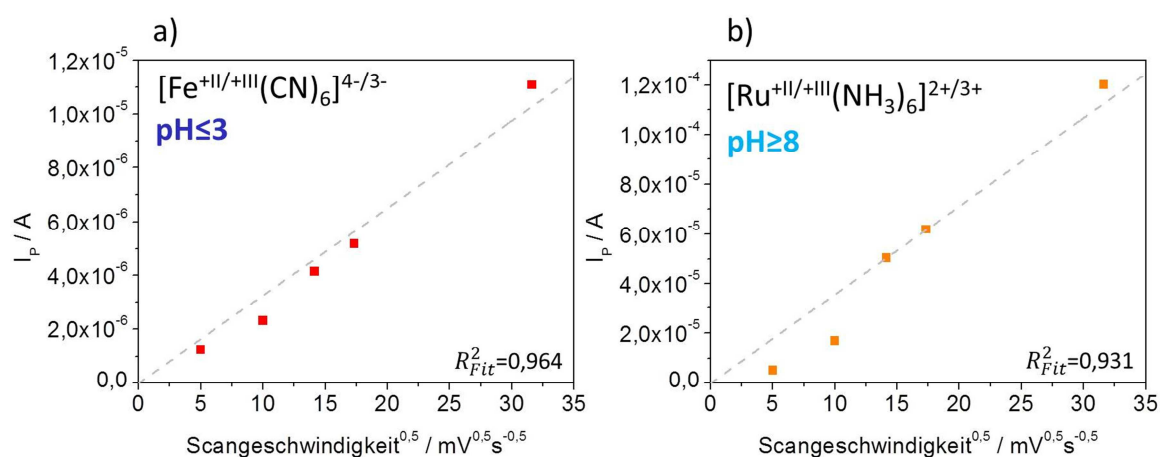 a)
[Fe⁺ᴵᴵ/⁺ᴵᴵᴵ(CN)₆]⁴⁻/³⁻
pH≤3
1,2x10⁻⁵
1,0x10⁻⁵
8,0x10⁻⁶
6,0x10⁻⁶
4,0x10⁻⁶
2,0x10⁻⁶
0,0
I_P / A
R²_Fit=0,964
0 5 10 15 20 25 30 35
Scangeschwindigkeit⁰,⁵ / mV⁰,⁵s⁻⁰,⁵
b)
[Ru⁺ᴵᴵ/⁺ᴵᴵᴵ(NH₃)₆]²⁺/³⁺
pH≥8
1,2x10⁻⁴
1,0x10⁻⁴
8,0x10⁻⁵
6,0x10⁻⁵
4,0x10⁻⁵
2,0x10⁻⁵
0,0
I_P / A
R²_Fit=0,931
0 5 10 15 20 25 30 35
Scangeschwindigkeit⁰,⁵ / mV⁰,⁵s⁻⁰,⁵